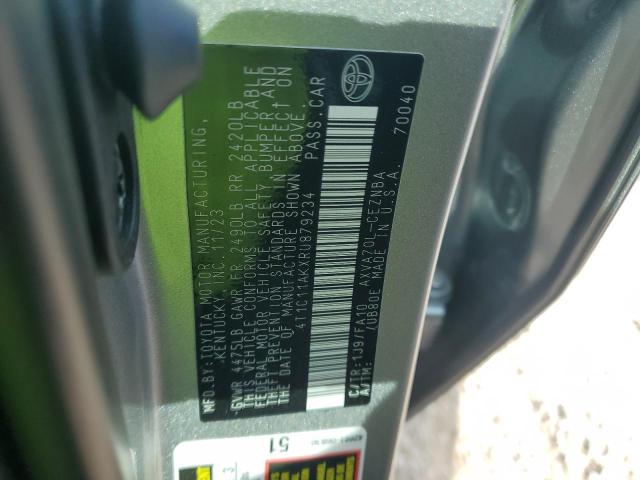 MFD.BY:TOYOTA MOTOR MANUFACTURING,
KENTUCKY, INC. 11/23
GVWR 4475LB GAWR FR 2490LB RR 2420LB
THIS VEHICLE CONFORMS TO ALL APPLICABLE
FEDERAL MOTOR VEHICLE SAFETY, BUMPER AND
THEFT PREVENTION STANDARDS IN EFFECT ON
THE DATE OF MANUFACTURE SHOWN ABOVE.
4T1C11AKXRU879234 PASS.CAR
C/TR:1J9/FA10 AXVA70L-CEZNBA
A/TM: /UB80E MADE IN U.S.A. 70040
51